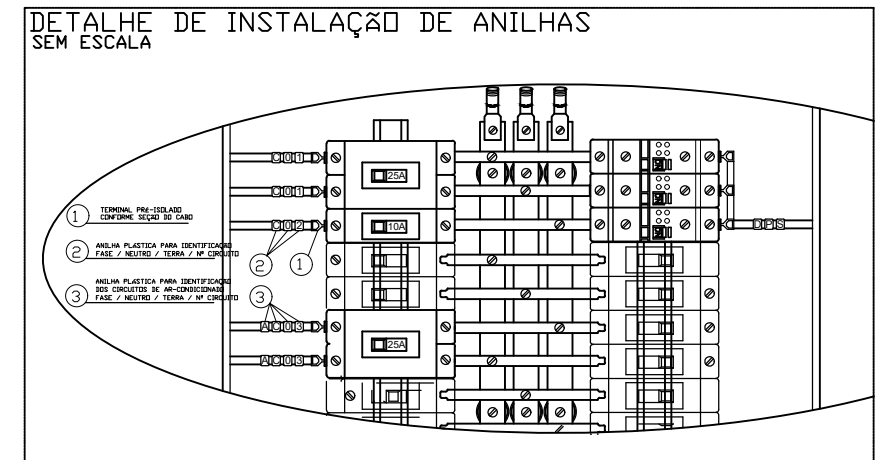 DETALHE DE INSTALAÇÃO DE ANILHAS
SEM ESCALA
1 TERMINAL PRÉ-ISOLADO
CONFORME SEÇÃO DO CABO
2 ANILHA PLÁSTICA PARA IDENTIFICAÇÃO
FASE / NEUTRO / TERRA / Nº CIRCUITO
3 ANILHA PLÁSTICA PARA IDENTIFICAÇÃO
DOS CIRCUITOS DE AR-CONDICIONADO
FASE / NEUTRO / TERRA / Nº CIRCUITO
C01
25A
C01
C02
10A
DPS
2
1
3
AC03
25A
AC03